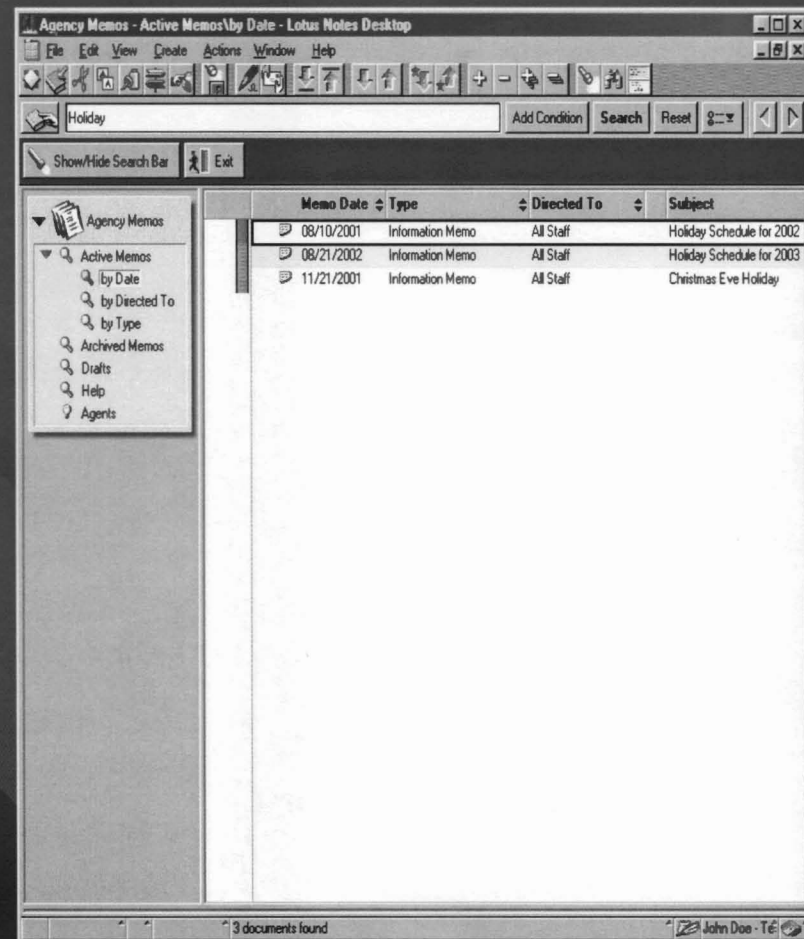 Agency Memos - Active Memos\by Date - Lotus Notes Desktop
File Edit View Create Actions Window Help
Holiday Add Condition Search Reset
Show/Hide Search Bar Exit
Agency Memos
Active Memos
by Date
by Directed To
by Type
Archived Memos
Drafts
Help
Agents
Memo Date Type Directed To Subject
08/10/2001 Information Memo All Staff Holiday Schedule for 2002
08/21/2002 Information Memo All Staff Holiday Schedule for 2003
11/21/2001 Information Memo All Staff Christmas Eve Holiday
3 documents found John Doe - Té